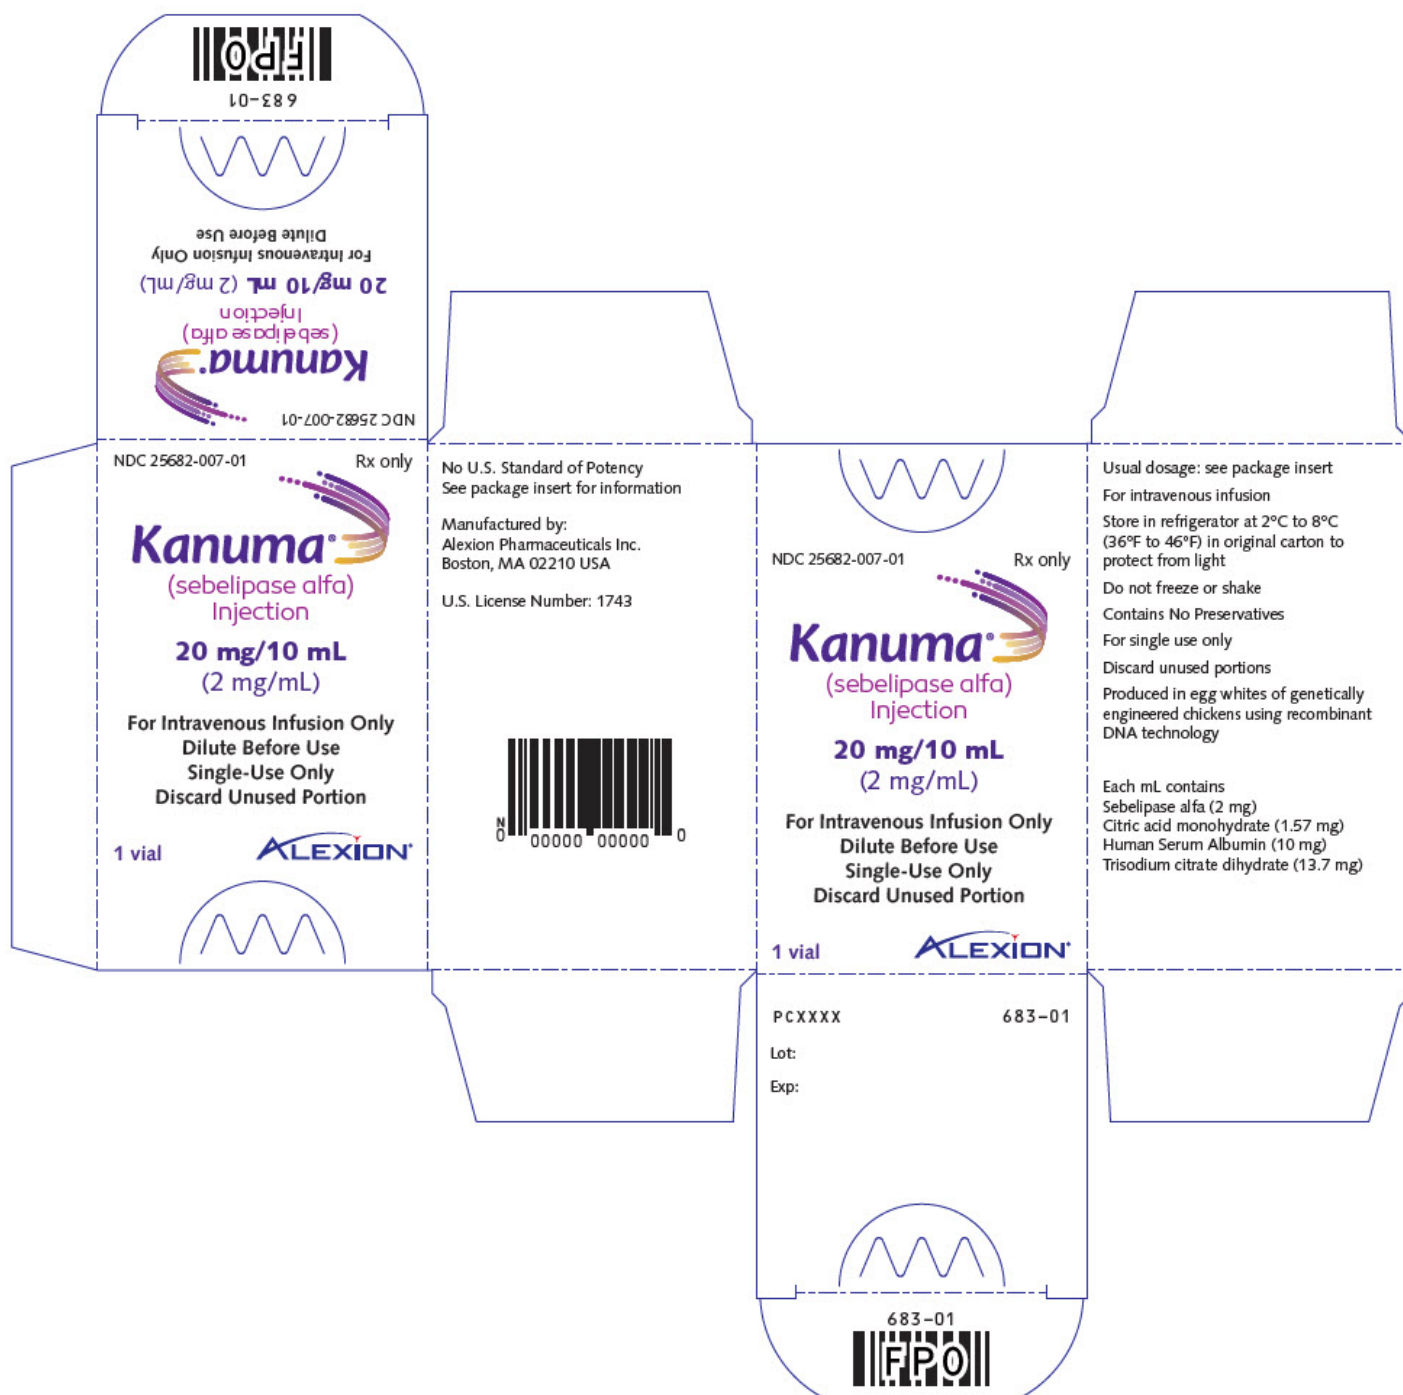 FPO
683-01
Dilute Before Use
For Intravenous Infusion Only
20 mg/10 mL (2 mg/mL)
Injection
(sebelipase alfa)
Kanuma®
NDC 25682-007-01
NDC 25682-007-01 Rx only
Kanuma®
(sebelipase alfa)
Injection
20 mg/10 mL
(2 mg/mL)
For Intravenous Infusion Only
Dilute Before Use
Single-Use Only
Discard Unused Portion
1 vial ALEXION®
No U.S. Standard of Potency
See package insert for information
Manufactured by:
Alexion Pharmaceuticals Inc.
Boston, MA 02210 USA
U.S. License Number: 1743
N
0 00000 00000 0
NDC 25682-007-01 Rx only
Kanuma®
(sebelipase alfa)
Injection
20 mg/10 mL
(2 mg/mL)
For Intravenous Infusion Only
Dilute Before Use
Single-Use Only
Discard Unused Portion
1 vial ALEXION®
PCXXXX 683-01
Lot:
Exp:
683-01
FPO
Usual dosage: see package insert
For intravenous infusion
Store in refrigerator at 2°C to 8°C
(36°F to 46°F) in original carton to
protect from light
Do not freeze or shake
Contains No Preservatives
For single use only
Discard unused portions
Produced in egg whites of genetically
engineered chickens using recombinant
DNA technology
Each mL contains
Sebelipase alfa (2 mg)
Citric acid monohydrate (1.57 mg)
Human Serum Albumin (10 mg)
Trisodium citrate dihydrate (13.7 mg)